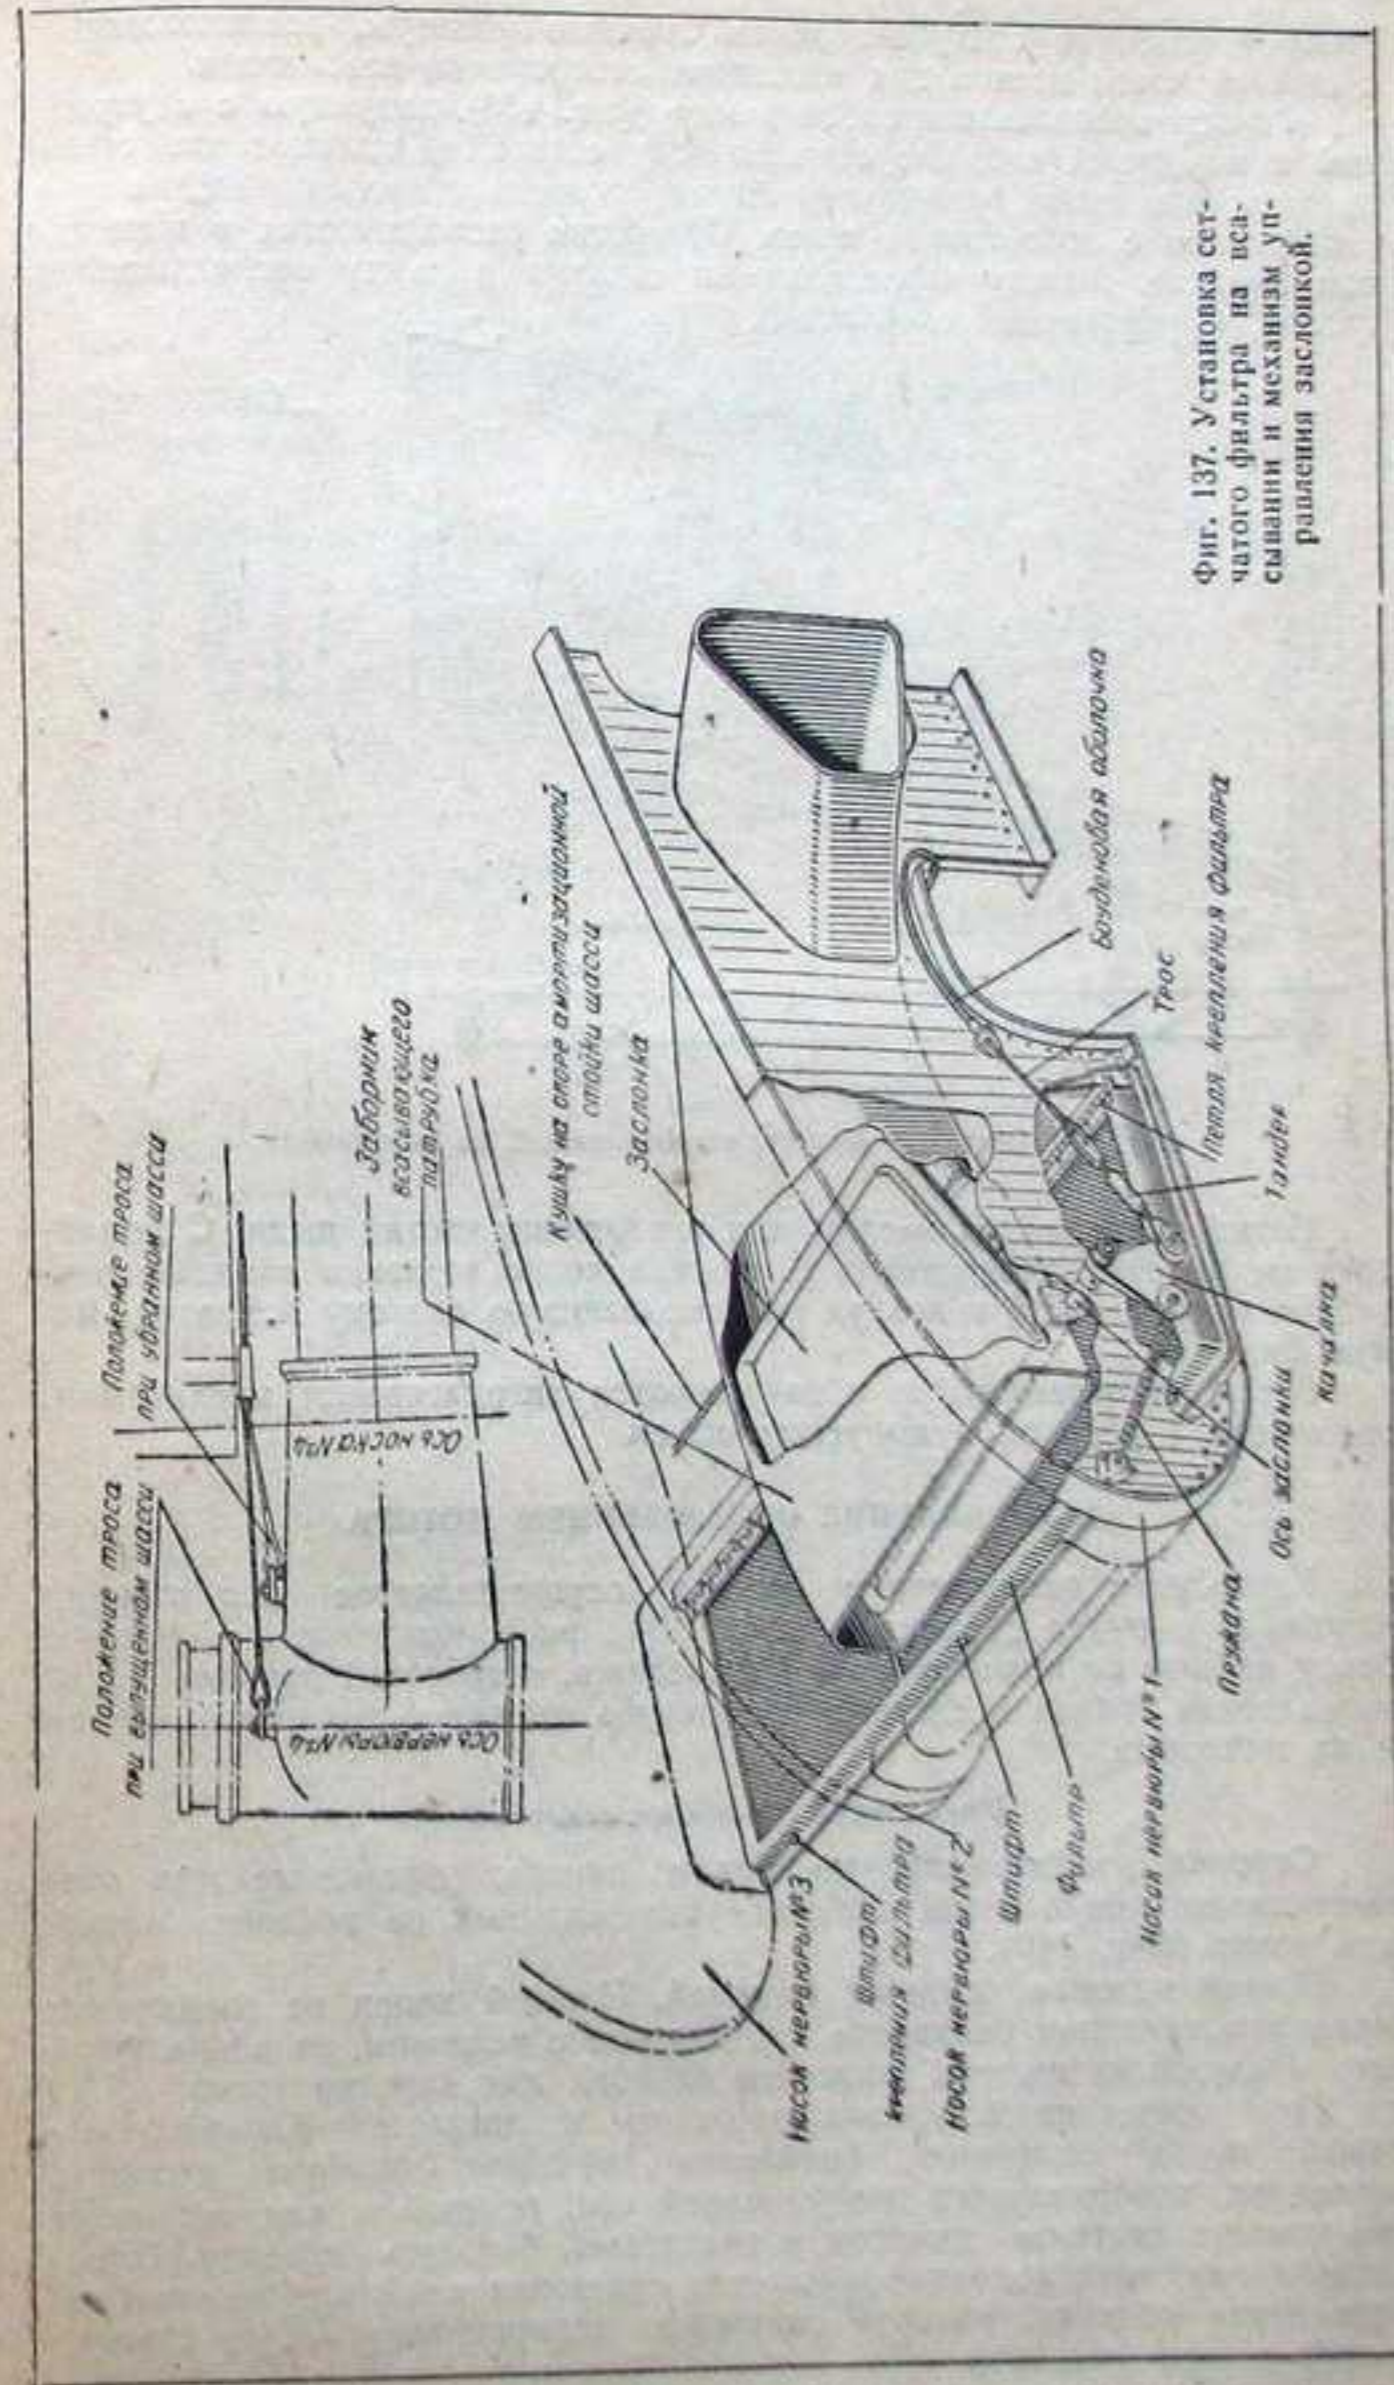 Положение троса
при выпущенном шасси
Положение троса
при убранном шасси
Ось нервюры №4
Ось носка №4
Заборник
всасывающего
патрубка
К ушку на опоре амортизационной
стойки шасси
Заслонка
Носок нервюры №3
Штифт
крепления фильтра
Носок нервюры №2
Штифт
Фильтр
Носок нервюры №1
Пружина
Ось заслонки
Качалка
Тандер
Петля крепления фильтра
Трос
Боуденовая оболочка
Фиг. 137. Установка сет-
чатого фильтра на вса-
сывании и механизм уп-
равления заслонкой.